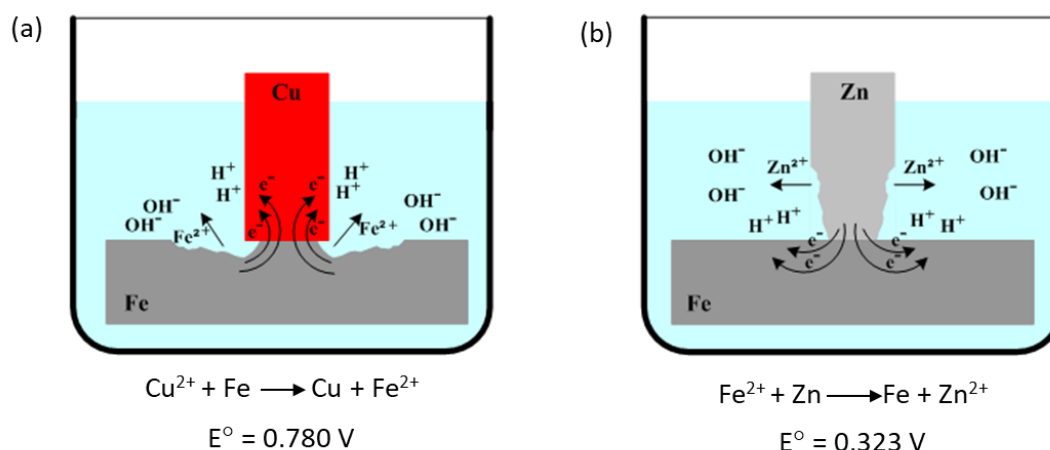 (a)
Cu
H⁺
H⁺
e⁻
e⁻
H⁺
H⁺
OH⁻
OH⁻
Fe²⁺
e⁻
e⁻
Fe²⁺
OH⁻
OH⁻
Fe
Cu²⁺ + Fe ⟶ Cu + Fe²⁺
E° = 0.780 V
(b)
Zn
OH⁻
OH⁻
Zn²⁺
Zn²⁺
OH⁻
OH⁻
H⁺ H⁺
H⁺
H⁺
e⁻
e⁻
e⁻
e⁻
Fe
Fe²⁺ + Zn ⟶ Fe + Zn²⁺
E° = 0.323 V